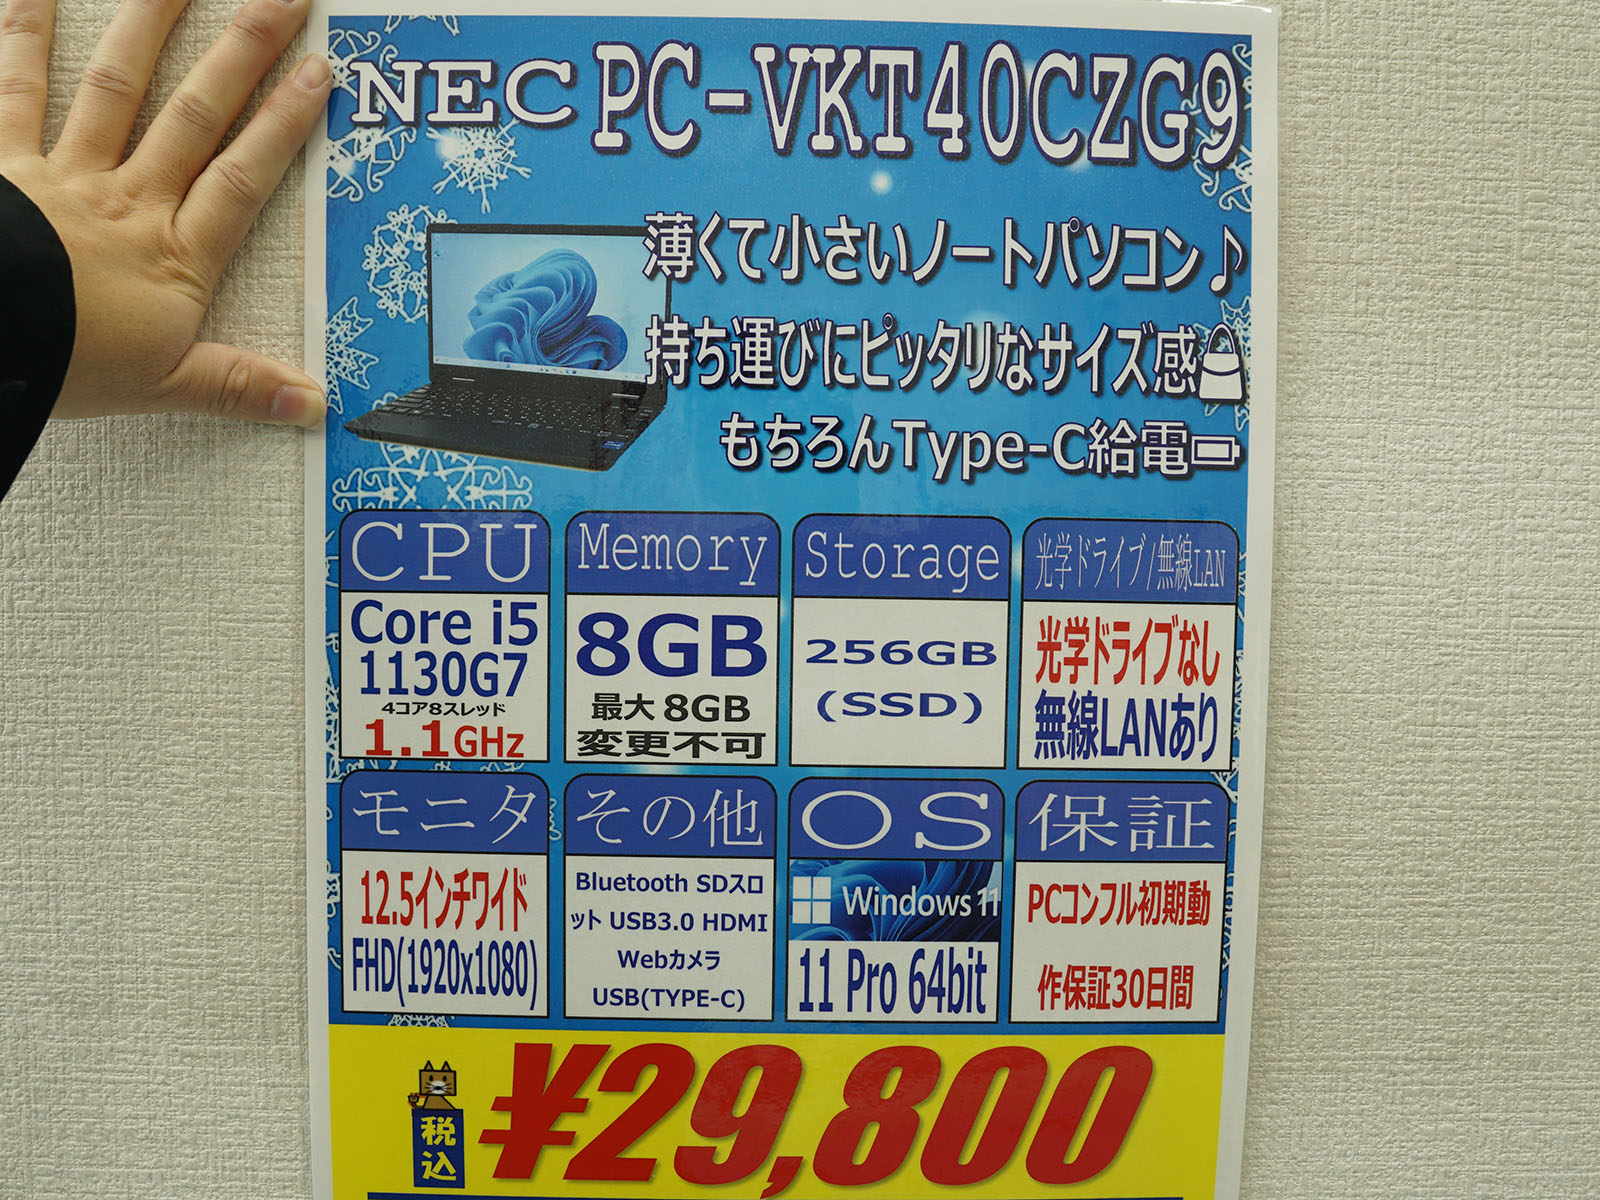 NEC PC-VKT40CZG9
薄くて小さいノートパソコン♪
持ち運びにピッタリなサイズ感
もちろんType-C給電
CPU
Core i5
1130G7
4コア8スレッド
1.1GHz
Memory
8GB
最大 8GB
変更不可
Storage
256GB
(SSD)
光学ドライブ/無線LAN
光学ドライブなし
無線LANあり
モニタ
12.5インチワイド
FHD(1920x1080)
その他
Bluetooth SDスロ
ット USB3.0 HDMI
Webカメラ
USB(TYPE-C)
OS
Windows 11
11 Pro 64bit
保証
PCコンフル初期動
作保証30日間
税込
¥29,800